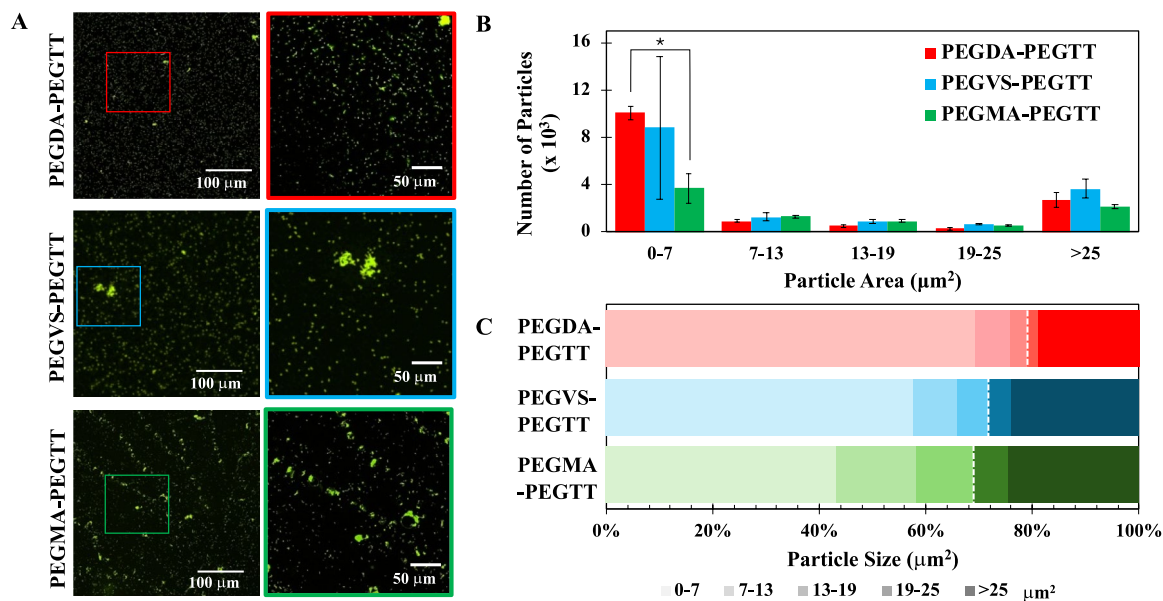 A
PEGDA-PEGTT
100 μm
50 μm
PEGVS-PEGTT
100 μm
50 μm
PEGMA-PEGTT
100 μm
50 μm
B
Number of Particles
(x 10³)
16
12
8
4
0
*
PEGDA-PEGTT
PEGVS-PEGTT
PEGMA-PEGTT
0-7
7-13
13-19
19-25
>25
Particle Area (μm²)
C
PEGDA-
PEGTT
PEGVS-
PEGTT
PEGMA
-PEGTT
0%
20%
40%
60%
80%
100%
Particle Size (μm²)
0-7
7-13
13-19
19-25
>25
μm²